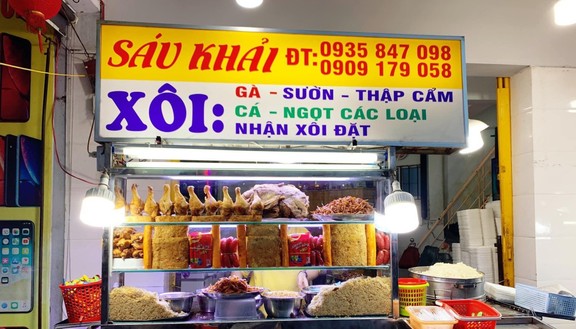 SÁU KHẢI ĐT: 0935 847 098
0909 179 058
XÔI: GÀ - SƯỜN - THẬP CẨM
CÁ - NGỌT CÁC LOẠI
NHẬN XÔI ĐẶT